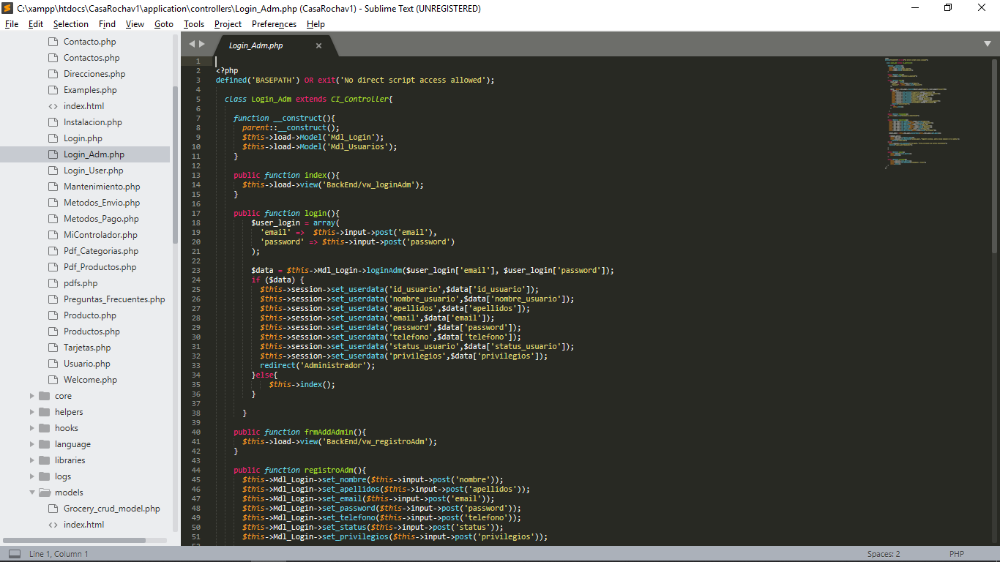 C:\xampp\htdocs\CasaRochav1\application\controllers\Login_Adm.php (CasaRochav1) - Sublime Text (UNREGISTERED)
File Edit Selection Find View Goto Tools Project Preferences Help
Contacto.php
Contactos.php
Direcciones.php
Examples.php
index.html
Instalacion.php
Login.php
Login_Adm.php
Login_User.php
Mantenimiento.php
Metodos_Envio.php
Metodos_Pago.php
MiControlador.php
Pdf_Categorias.php
Pdf_Productos.php
pdfs.php
Preguntas_Frecuentes.php
Producto.php
Productos.php
Tarjetas.php
Usuario.php
Welcome.php
core
helpers
hooks
language
libraries
logs
models
Grocery_crud_model.php
index.html
Login_Adm.php
1
2 <?php
3 defined('BASEPATH') OR exit('No direct script access allowed');
4
5 class Login_Adm extends CI_Controller{
6
7 function __construct(){
8 parent::__construct();
9 $this->load->Model('Mdl_Login');
10 $this->load->Model('Mdl_Usuarios');
11 }
12
13 public function index(){
14 $this->load->view('BackEnd/vw_loginAdm');
15 }
16
17 public function login(){
18 $user_login = array(
19 'email' => $this->input->post('email'),
20 'password' => $this->input->post('password')
21 );
22
23 $data = $this->Mdl_Login->loginAdm($user_login['email'], $user_login['password']);
24 if ($data) {
25 $this->session->set_userdata('id_usuario',$data['id_usuario']);
26 $this->session->set_userdata('nombre_usuario',$data['nombre_usuario']);
27 $this->session->set_userdata('apellidos',$data['apellidos']);
28 $this->session->set_userdata('email',$data['email']);
29 $this->session->set_userdata('password',$data['password']);
30 $this->session->set_userdata('telefono',$data['telefono']);
31 $this->session->set_userdata('status_usuario',$data['status_usuario']);
32 $this->session->set_userdata('privilegios',$data['privilegios']);
33 redirect('Administrador');
34 }else{
35 $this->index();
36 }
37
38 }
39
40 public function frmAddAdmin(){
41 $this->load->view('BackEnd/vw_registroAdm');
42 }
43
44 public function registroAdm(){
45 $this->Mdl_Login->set_nombre($this->input->post('nombre'));
46 $this->Mdl_Login->set_apellidos($this->input->post('apellidos'));
47 $this->Mdl_Login->set_email($this->input->post('email'));
48 $this->Mdl_Login->set_password($this->input->post('password'));
49 $this->Mdl_Login->set_telefono($this->input->post('telefono'));
50 $this->Mdl_Login->set_status($this->input->post('status'));
51 $this->Mdl_Login->set_privilegios($this->input->post('privilegios'));
Line 1, Column 1 Spaces: 2 PHP